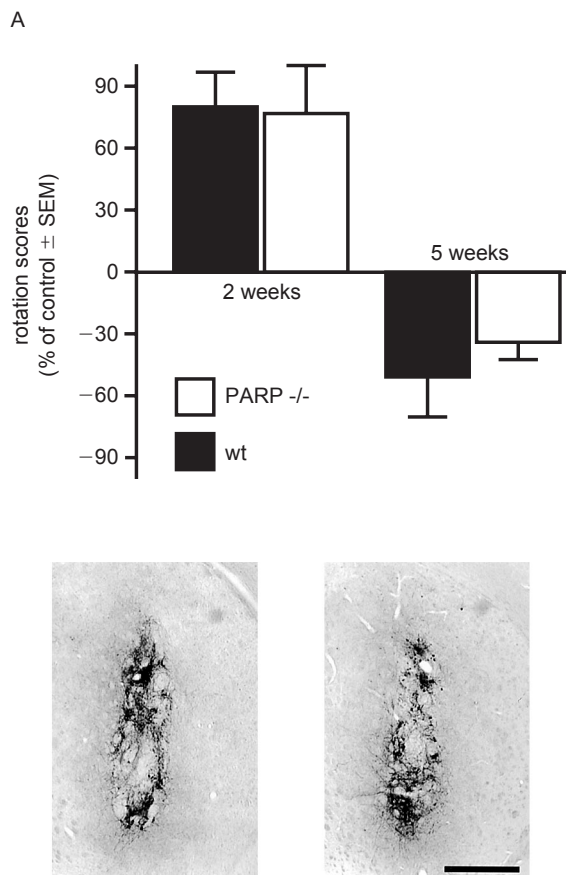 A
rotation scores
(% of control ± SEM)
90
60
30
0
−30
−60
−90
5 weeks
2 weeks
PARP -/-
wt